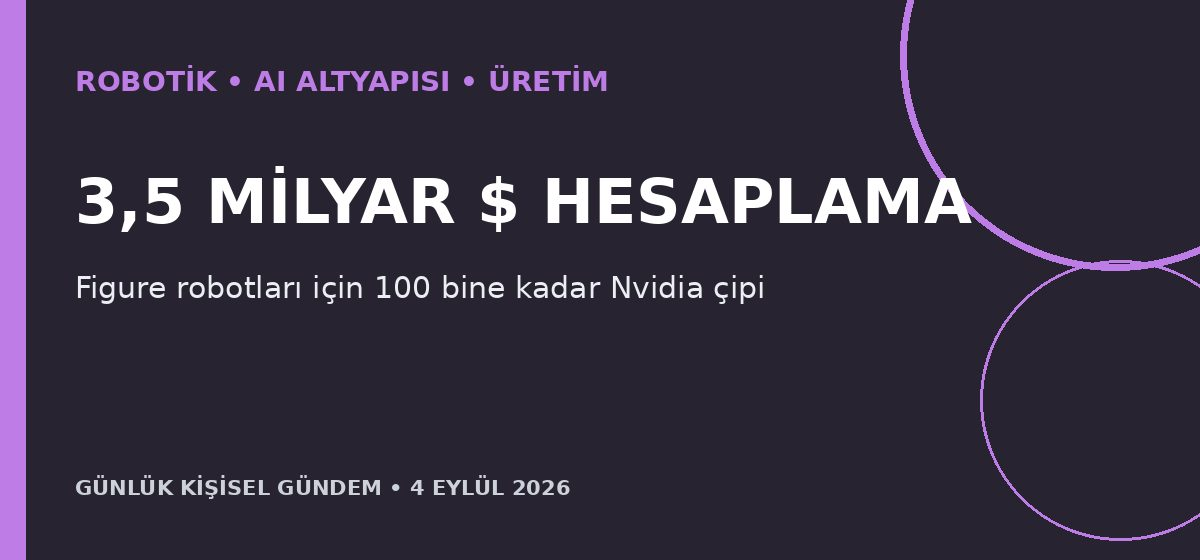 ROBOTİK • AI ALTYAPISI • ÜRETİM
3,5 MİLYAR $ HESAPLAMA
Figure robotları için 100 bine kadar Nvidia çipi
GÜNLÜK KİŞİSEL GÜNDEM • 4 EYLÜL 2026